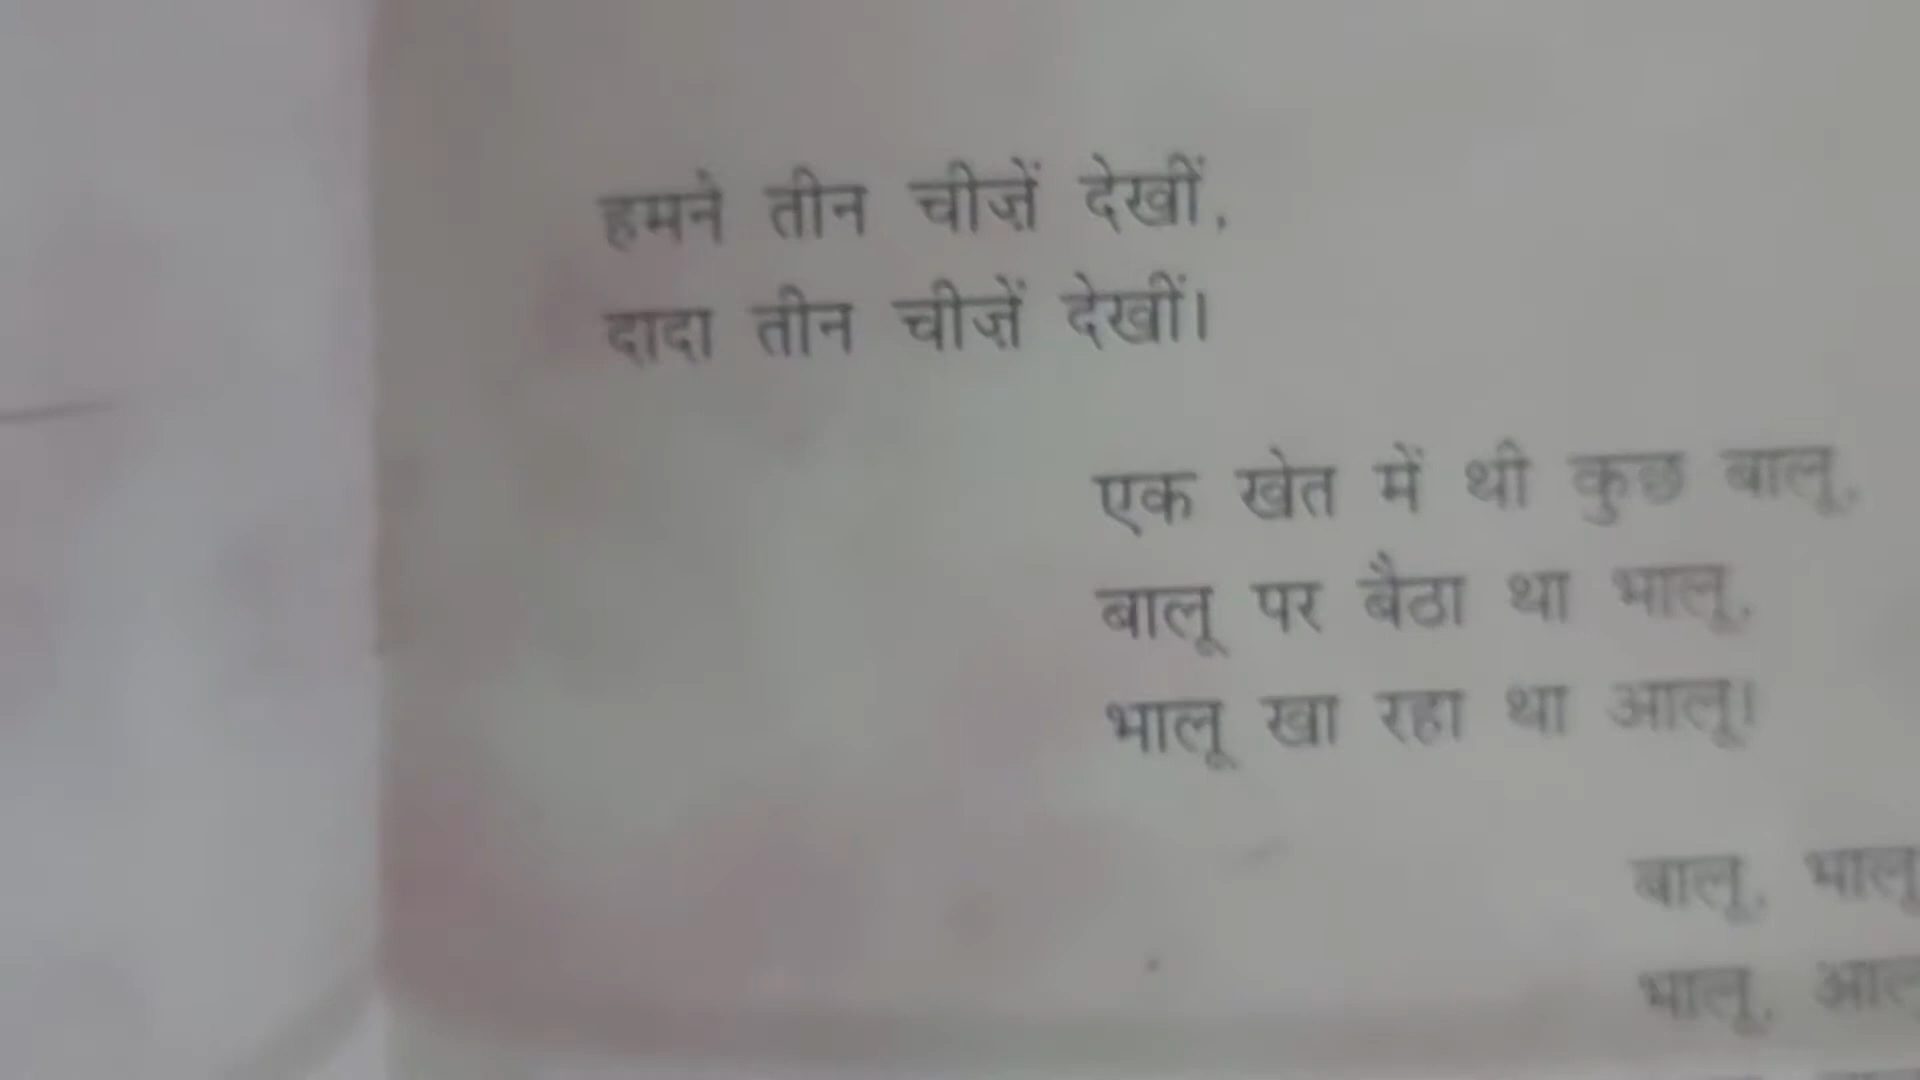 हमने तीन चीज़ें देखीं,
दादा तीन चीज़ें देखीं।
एक खेत में थी कुछ बालू,
बालू पर बैठा था भालू,
भालू खा रहा था आलू।
बालू, भालू
भालू,